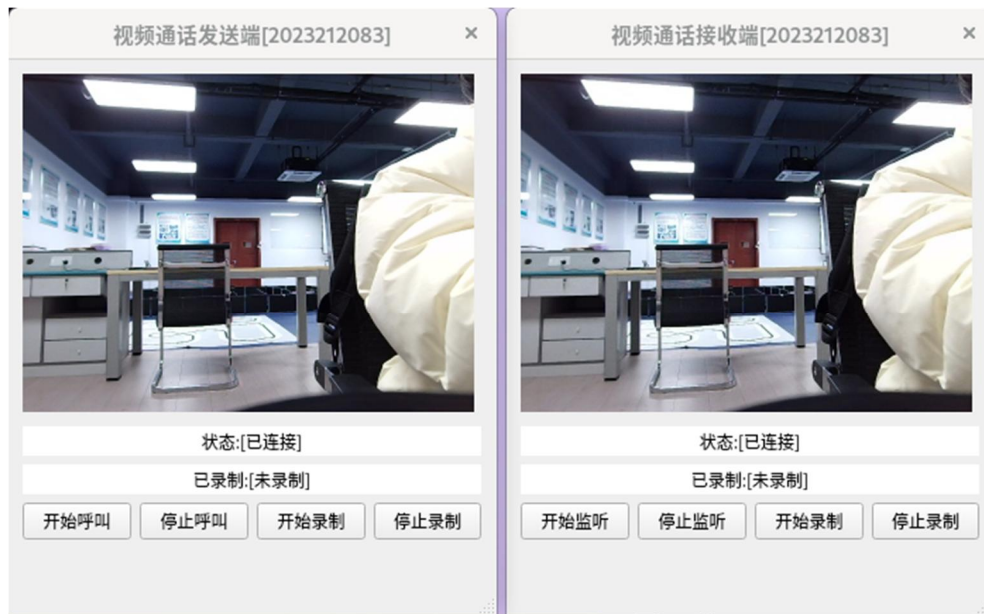 视频通话发送端[2023212083]
×
视频通话接收端[2023212083]
×
状态:[已连接]
已录制:[未录制]
开始呼叫 停止呼叫 开始录制 停止录制
状态:[已连接]
已录制:[未录制]
开始监听 停止监听 开始录制 停止录制